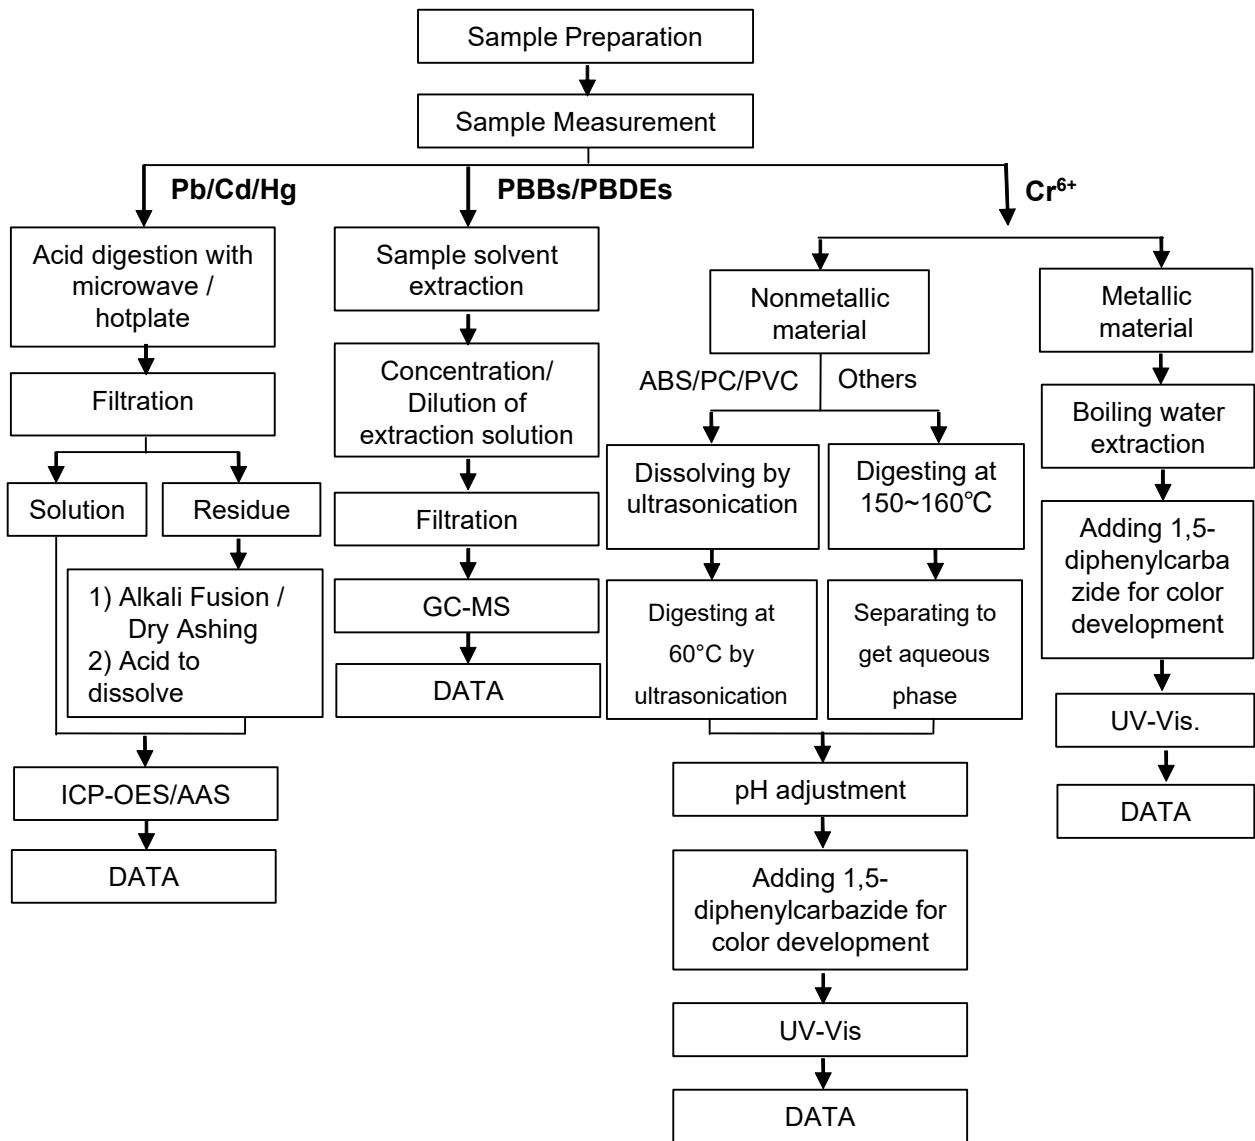 Sample Preparation
Sample Measurement
Pb/Cd/Hg
PBBs/PBDEs
Cr⁶⁺
Acid digestion with
microwave /
hotplate
Filtration
Solution
Residue
1) Alkali Fusion /
Dry Ashing
2) Acid to
dissolve
ICP-OES/AAS
DATA
Sample solvent
extraction
Concentration/
Dilution of
extraction solution
Filtration
GC-MS
DATA
Nonmetallic
material
ABS/PC/PVC
Others
Dissolving by
ultrasonication
Digesting at
60°C by
ultrasonication
Digesting at
150~160℃
Separating to
get aqueous
phase
pH adjustment
Adding 1,5-
diphenylcarbazide for
color development
UV-Vis
DATA
Metallic
material
Boiling water
extraction
Adding 1,5-
diphenylcarba
zide for color
development
UV-Vis.
DATA